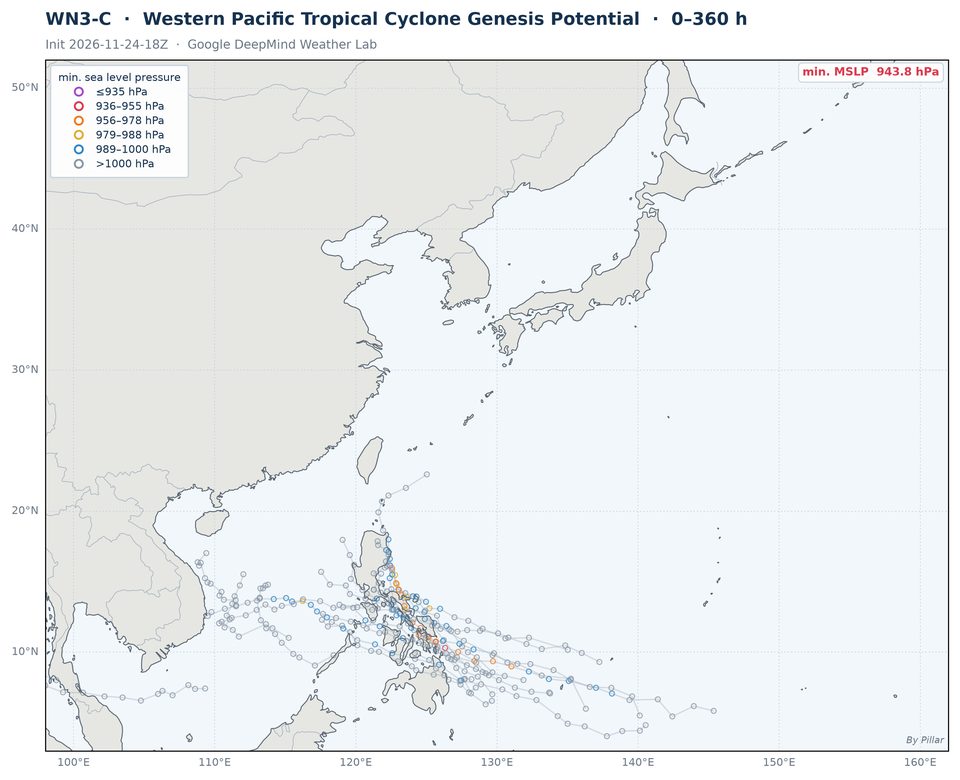 WN3-C · Western Pacific Tropical Cyclone Genesis Potential · 0–360 h
Init 2026-11-24-18Z · Google DeepMind Weather Lab
min. sea level pressure
≤935 hPa
936–955 hPa
956–978 hPa
979–988 hPa
989–1000 hPa
>1000 hPa
min. MSLP 943.8 hPa
50°N
40°N
30°N
20°N
10°N
By Pillar
100°E
110°E
120°E
130°E
140°E
150°E
160°E